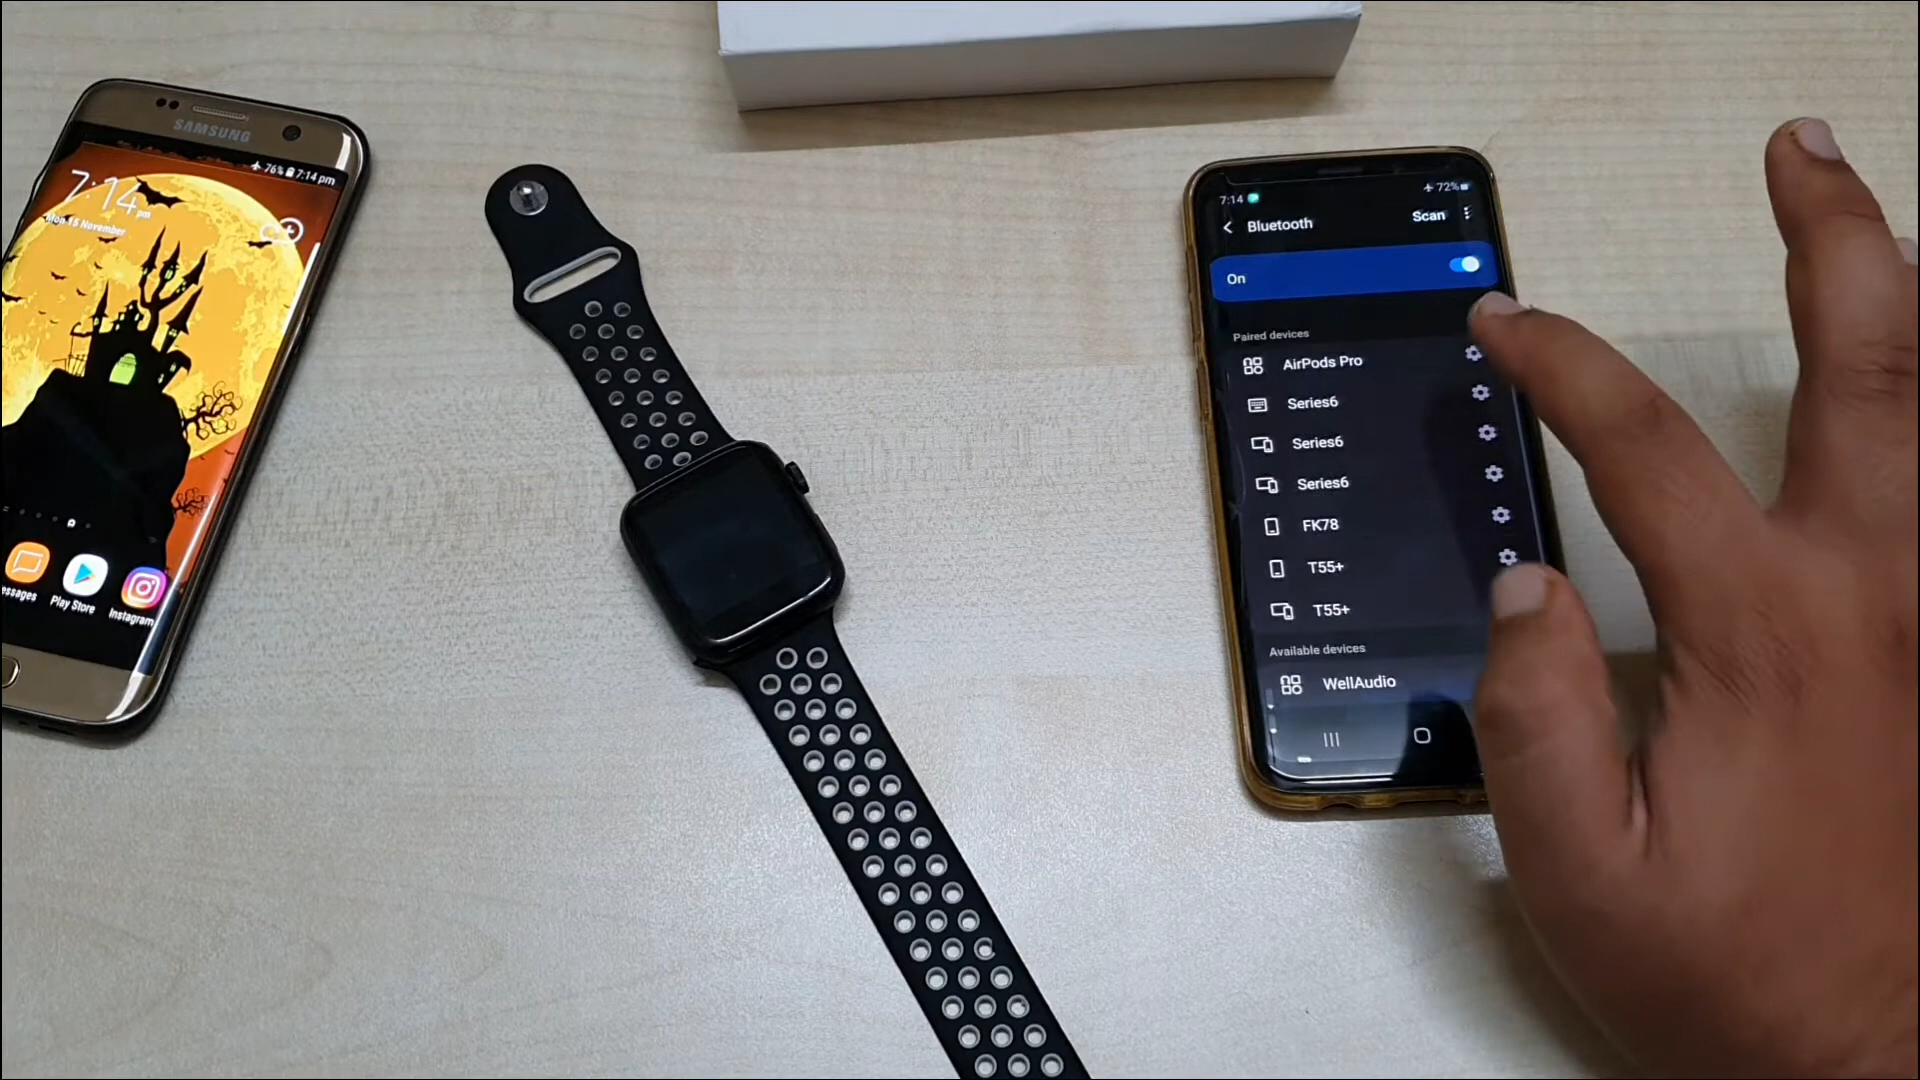 SAMSUNG
76% 7:14 pm
7:14 pm
Mon 15 November
essages
Play Store
Instagram
7:14
72%
Bluetooth
Scan
On
Paired devices
AirPods Pro
Series6
Series6
Series6
FK78
T55+
T55+
Available devices
WellAudio